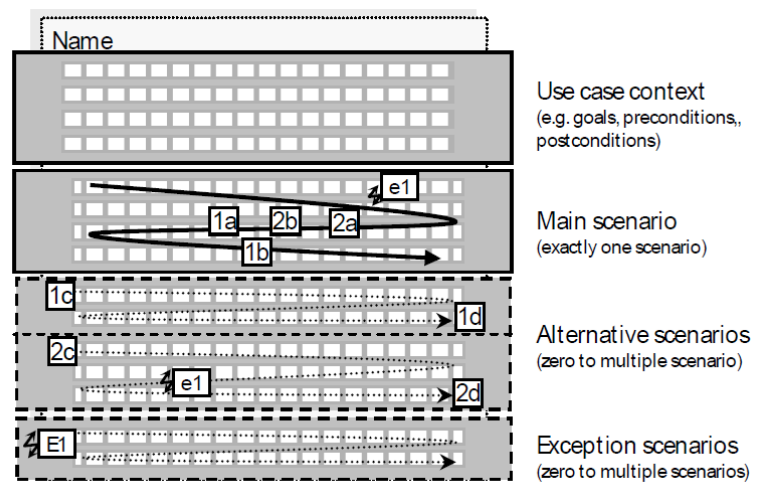 Name
Use case context
(e.g. goals, preconditions,,
postconditions)
e1
1a 2b 2a
1b
Main scenario
(exactly one scenario)
1c
1d
2c
e1
2d
Alternative scenarios
(zero to multiple scenario)
E1
Exception scenarios
(zero to multiple scenarios)